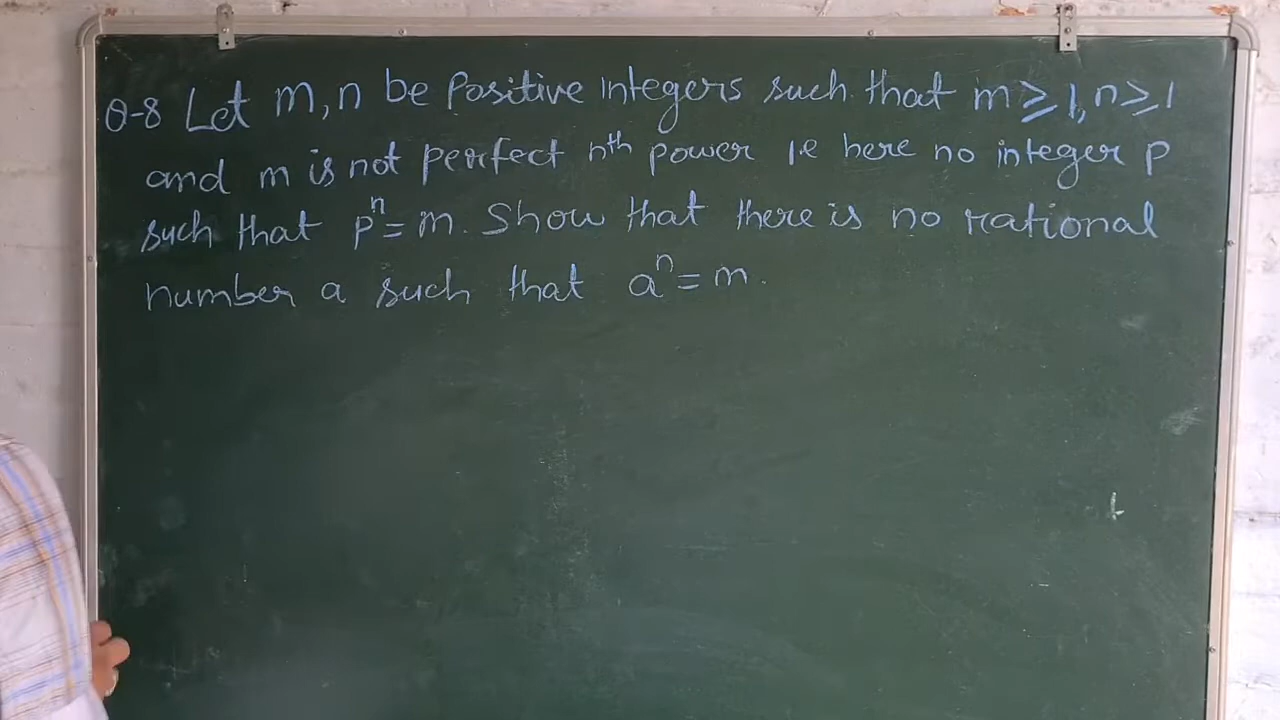 Q-8 Let m, n be positive integers such that m ≥ 1, n ≥ 1
and m is not perfect nth power i.e here no integer p
such that pⁿ = m. Show that there is no rational
number a such that aⁿ = m.